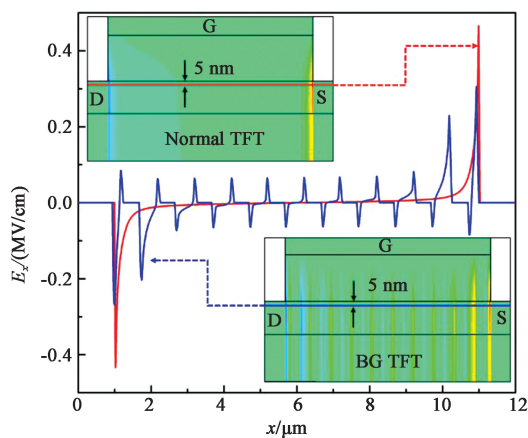 G
5 nm
D
S
Normal TFT
G
5 nm
D
S
BG TFT
0.4
0.2
0.0
-0.2
-0.4
Eₓ/(MV/cm)
0
2
4
6
8
10
12
x/μm